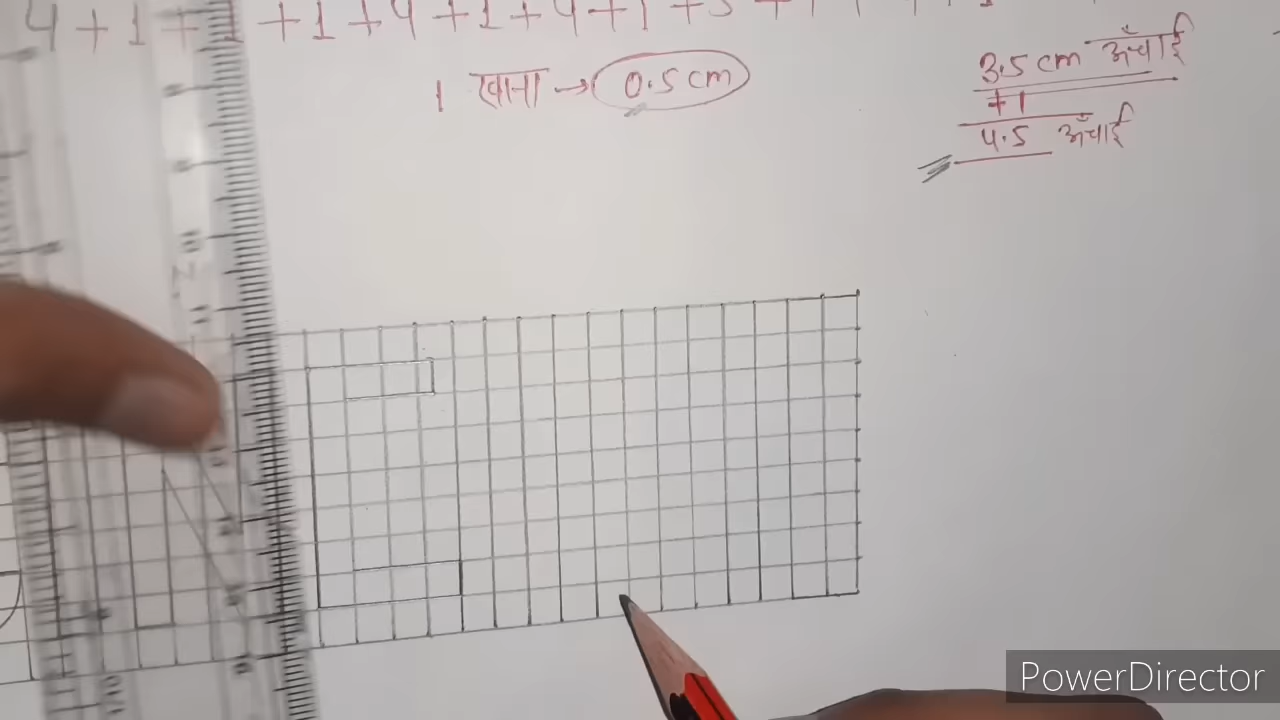 4+1+1+1+4+1+4+1+3+
1 खाना → 0.5 cm
3.5 cm ऊँचाई
+1
4.5 ऊँचाई
PowerDirector